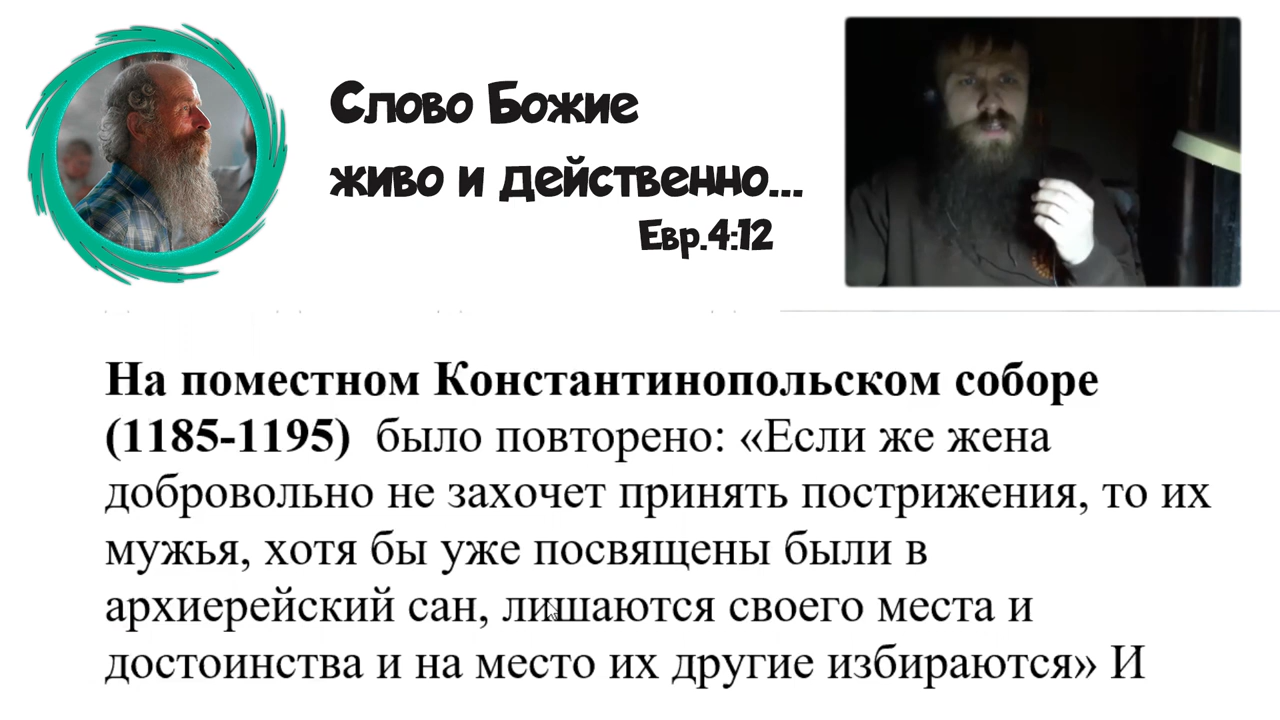 Слово Божие
живо и действенно...
Евр.4:12
На поместном Константинопольском соборе
(1185-1195) было повторено: «Если же жена
добровольно не захочет принять пострижения, то их
мужья, хотя бы уже посвящены были в
архиерейский сан, лишаются своего места и
достоинства и на место их другие избираются» И